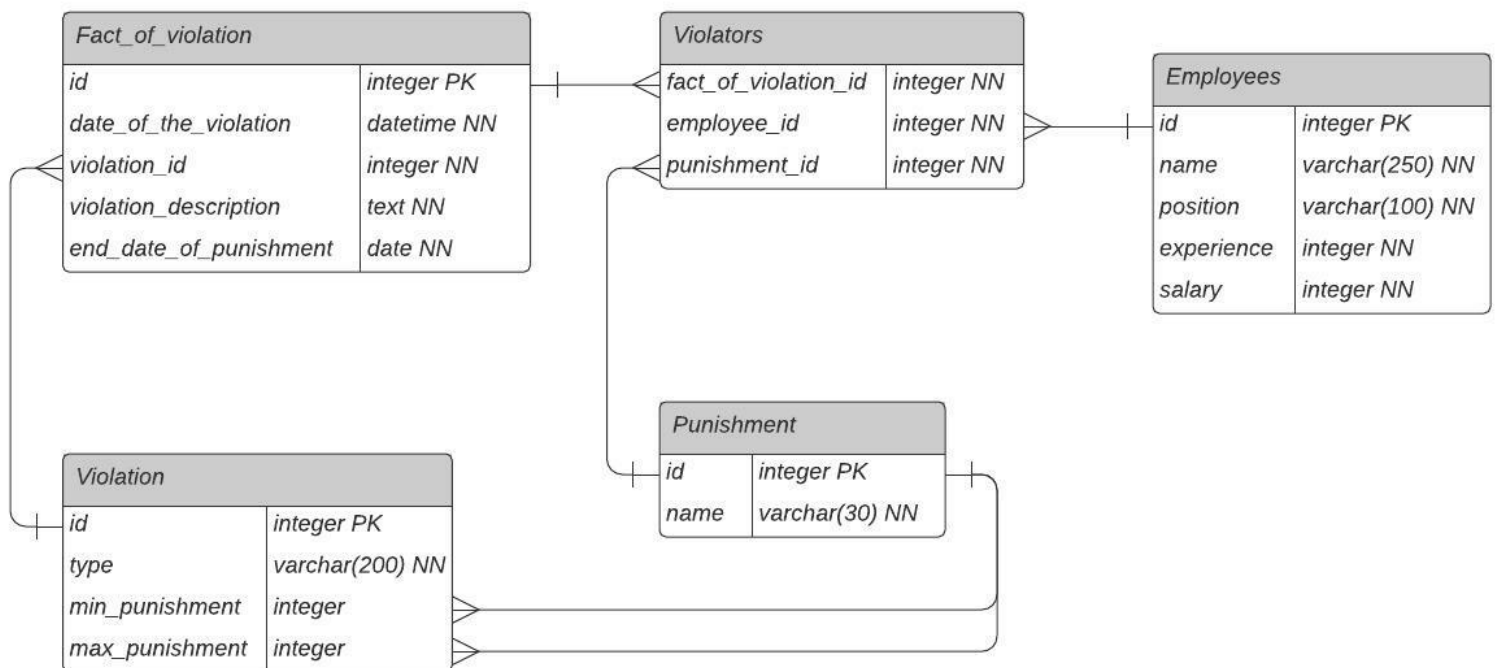 Fact_of_violation
id integer PK
date_of_the_violation datetime NN
violation_id integer NN
violation_description text NN
end_date_of_punishment date NN
Violators
fact_of_violation_id integer NN
employee_id integer NN
punishment_id integer NN
Employees
id integer PK
name varchar(250) NN
position varchar(100) NN
experience integer NN
salary integer NN
Violation
id integer PK
type varchar(200) NN
min_punishment integer
max_punishment integer
Punishment
id integer PK
name varchar(30) NN